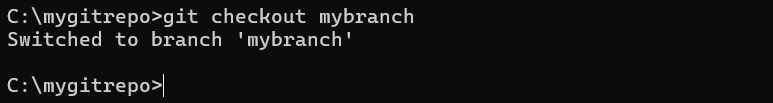 C:\mygitrepo>git checkout mybranch
Switched to branch 'mybranch'
C:\mygitrepo>